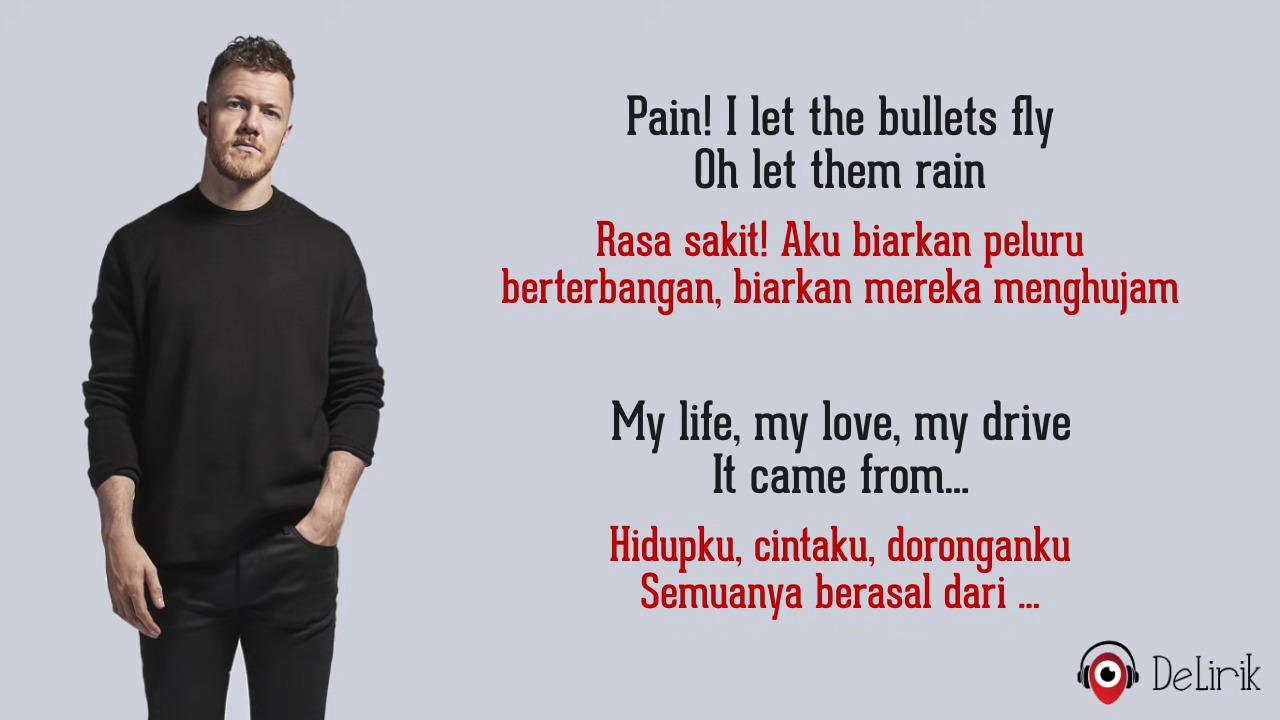 Pain! I let the bullets fly
Oh let them rain
Rasa sakit! Aku biarkan peluru
berterbangan, biarkan mereka menghujam
My life, my love, my drive
It came from...
Hidupku, cintaku, doronganku
Semuanya berasal dari ...
DeLirik